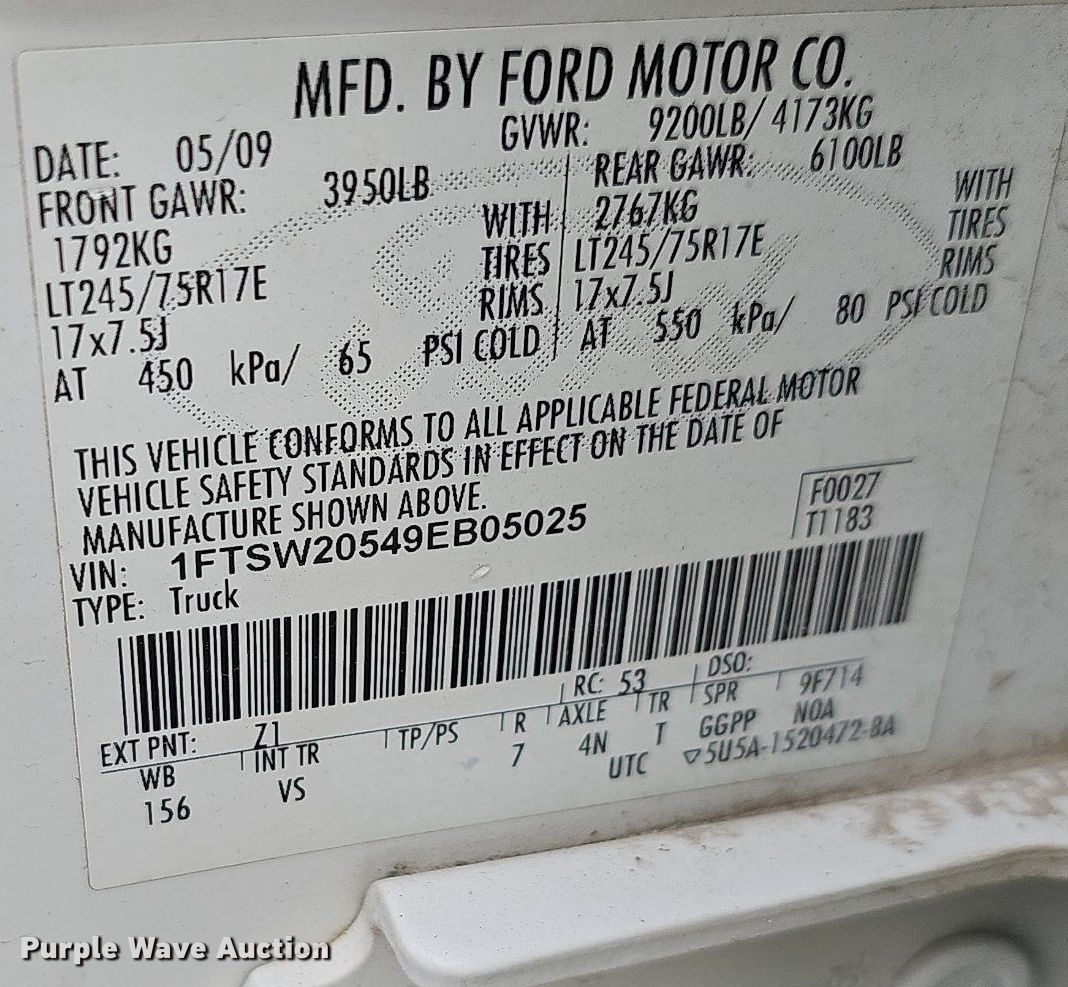 MFD. BY FORD MOTOR CO.
DATE: 05/09 GVWR: 9200LB/ 4173KG
FRONT GAWR: 3950LB REAR GAWR: 6100LB
1792KG WITH 2767KG WITH
LT245/75R17E TIRES LT245/75R17E TIRES
17x7.5J RIMS 17x7.5J RIMS
AT 450 kPa/ 65 PSI COLD AT 550 kPa/ 80 PSI COLD
THIS VEHICLE CONFORMS TO ALL APPLICABLE FEDERAL MOTOR
VEHICLE SAFETY STANDARDS IN EFFECT ON THE DATE OF
MANUFACTURE SHOWN ABOVE.
VIN: 1FTSW20549EB05025 F0027
TYPE: Truck T1183
EXT PNT: Z1 RC: 53 DSO:
WB INT TR TP/PS R AXLE TR SPR 9F714
156 VS 7 4N T GGPP NOA
UTC ▽5U5A-1520472-BA
Purple Wave Auction